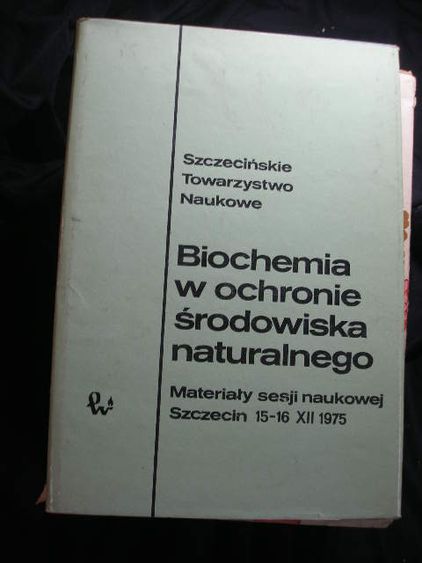 Szczecińskie
Towarzystwo
Naukowe
Biochemia
w ochronie
środowiska
naturalnego
Materiały sesji naukowej
Szczecin 15-16 XII 1975